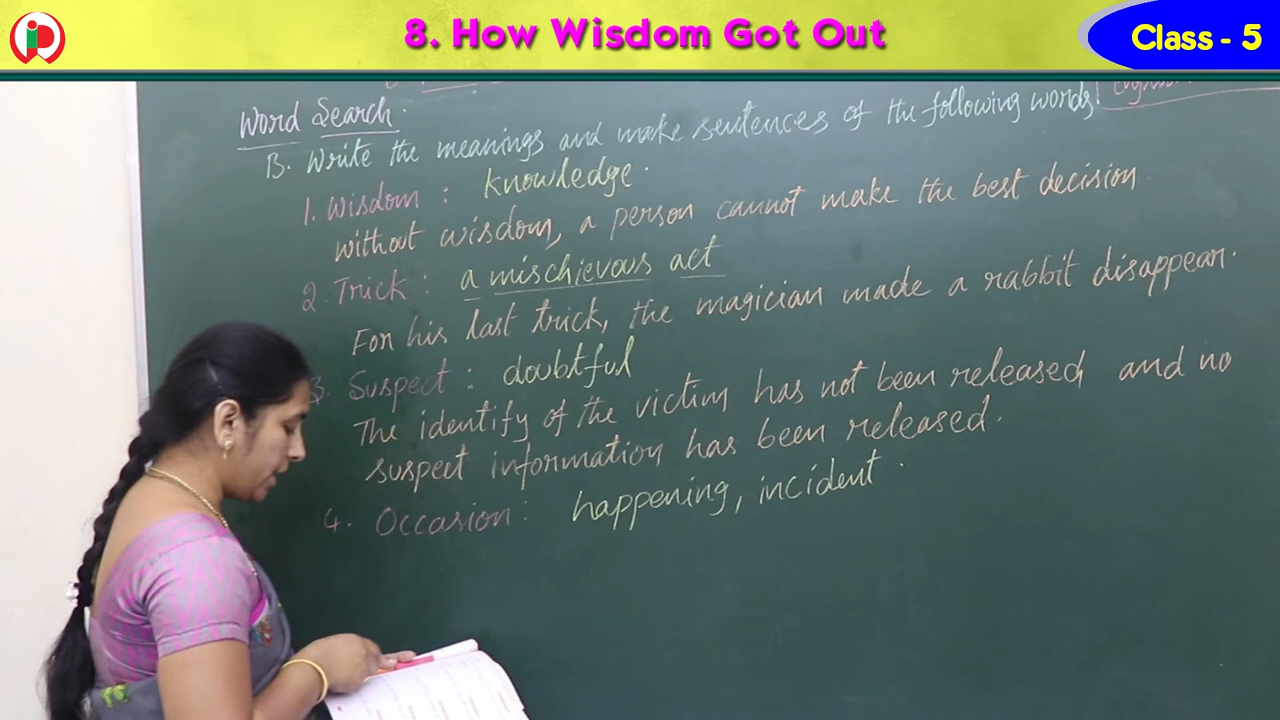 8. How Wisdom Got Out
Class - 5
Word Search.
B. Write the meanings and make sentences of the following words!
1. Wisdom : knowledge.
without wisdom, a person cannot make the best decision
2. Trick : a mischievous act
For his last trick, the magician made a rabbit disappear.
3. Suspect : doubtful
The identify of the victim has not been released and no
suspect information has been released.
4. Occasion : happening, incident.